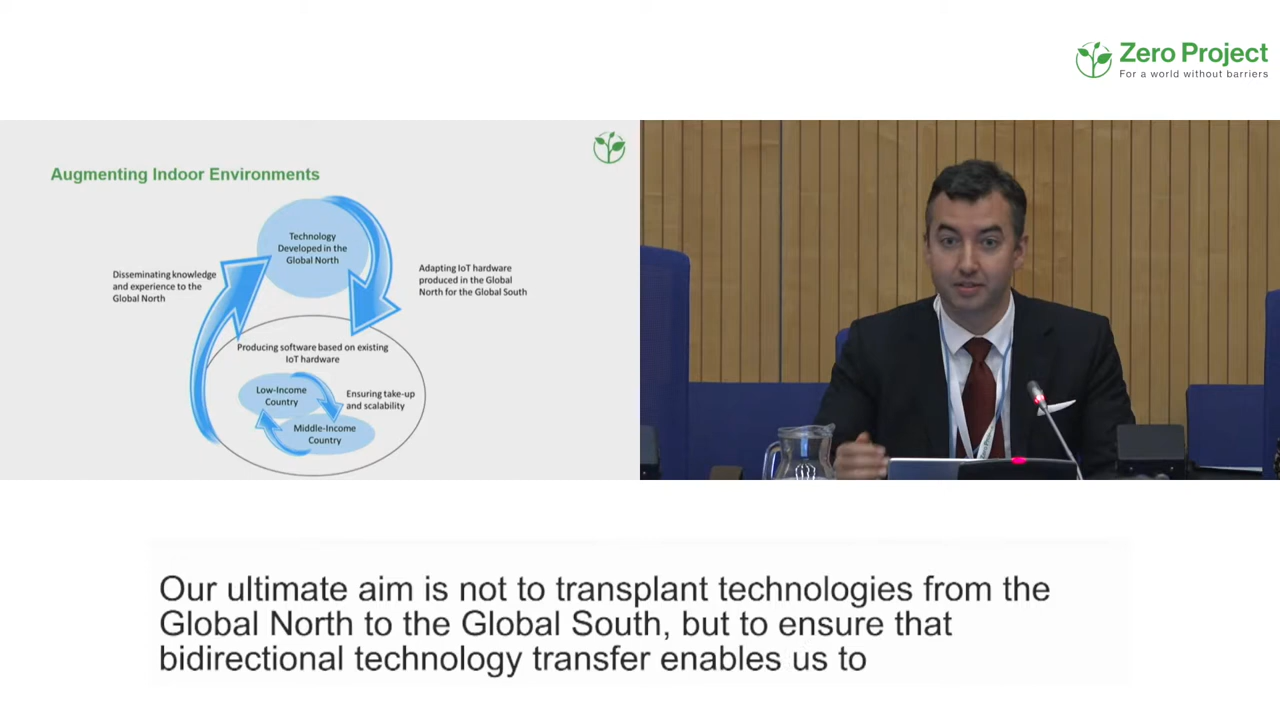 Zero Project
For a world without barriers
Augmenting Indoor Environments
Technology
Developed in the
Global North
Disseminating knowledge
and experience to the
Global North
Adapting IoT hardware
produced in the Global
North for the Global South
Producing software based on existing
IoT hardware
Low-Income
Country
Ensuring take-up
and scalability
Middle-Income
Country
Our ultimate aim is not to transplant technologies from the
Global North to the Global South, but to ensure that
bidirectional technology transfer enables us to